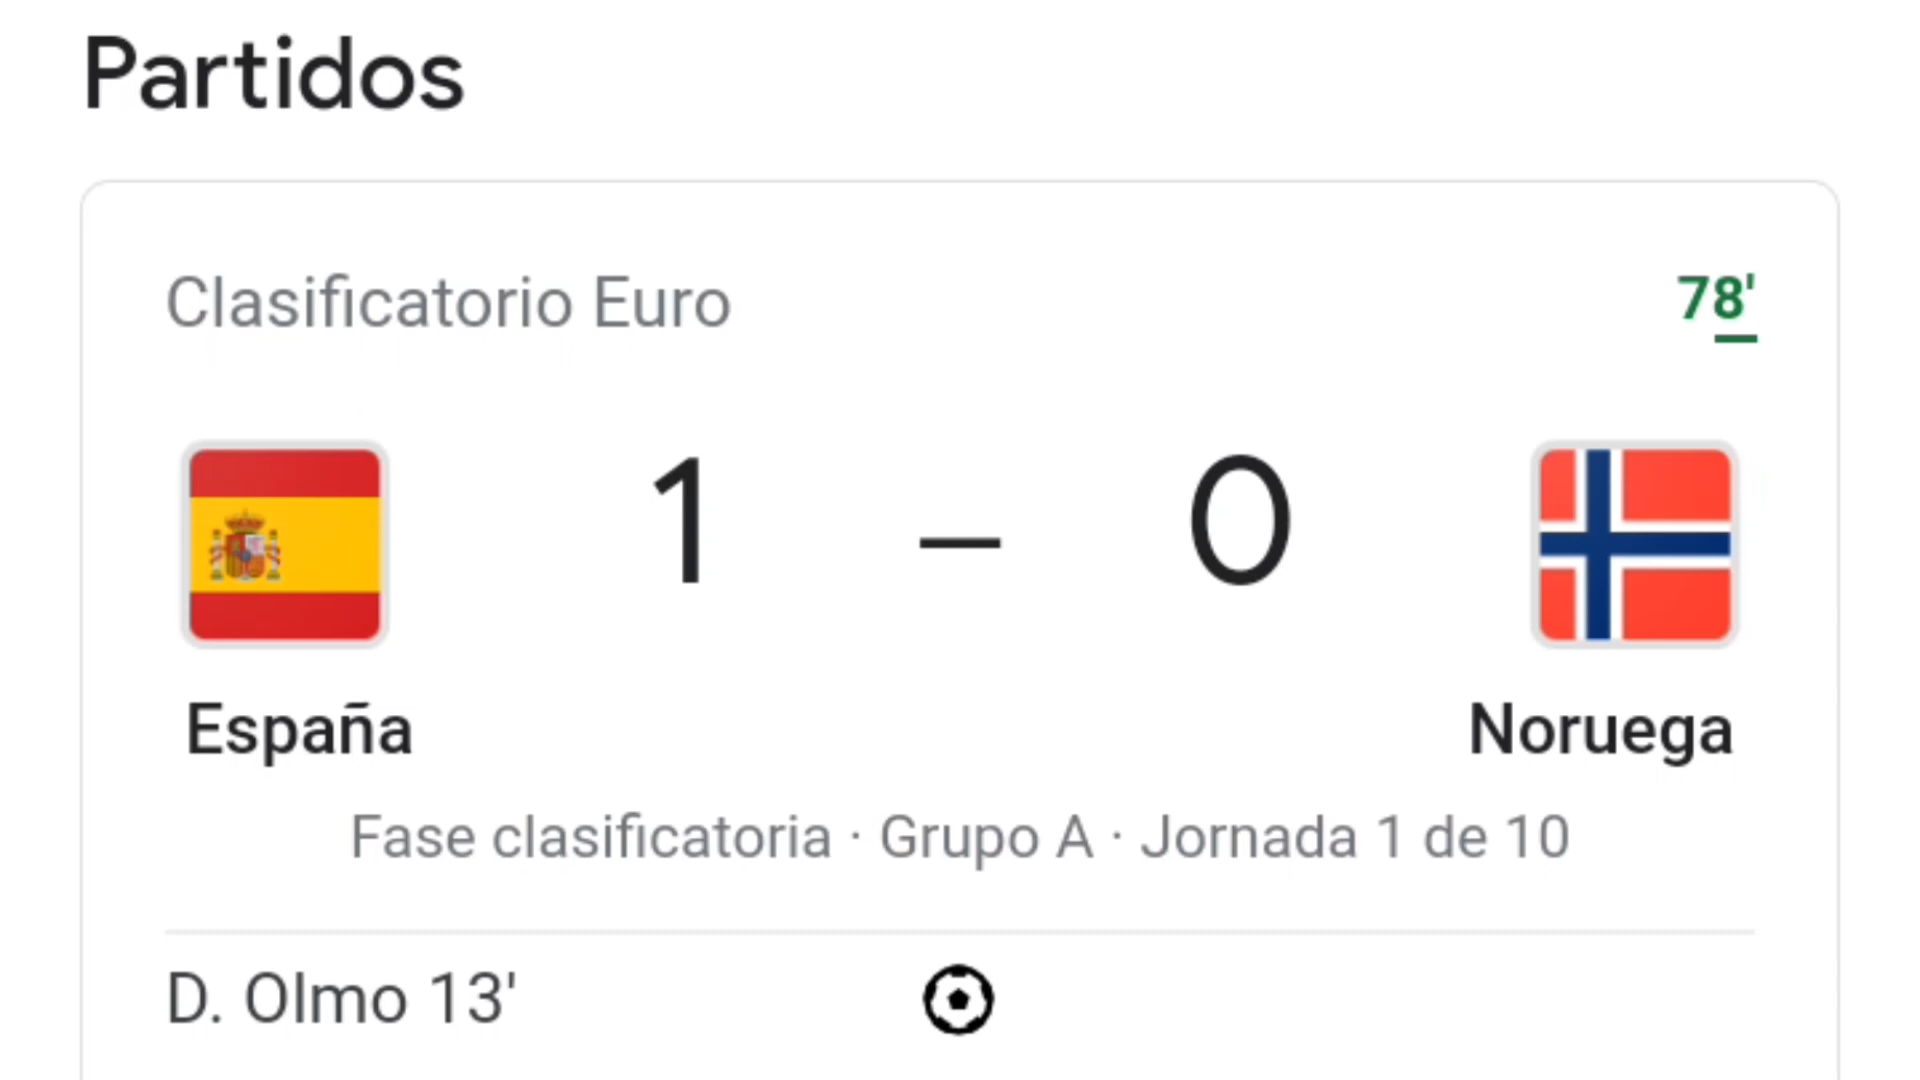 Partidos
Clasificatorio Euro 78'
1 – 0
España Noruega
Fase clasificatoria · Grupo A · Jornada 1 de 10
D. Olmo 13'